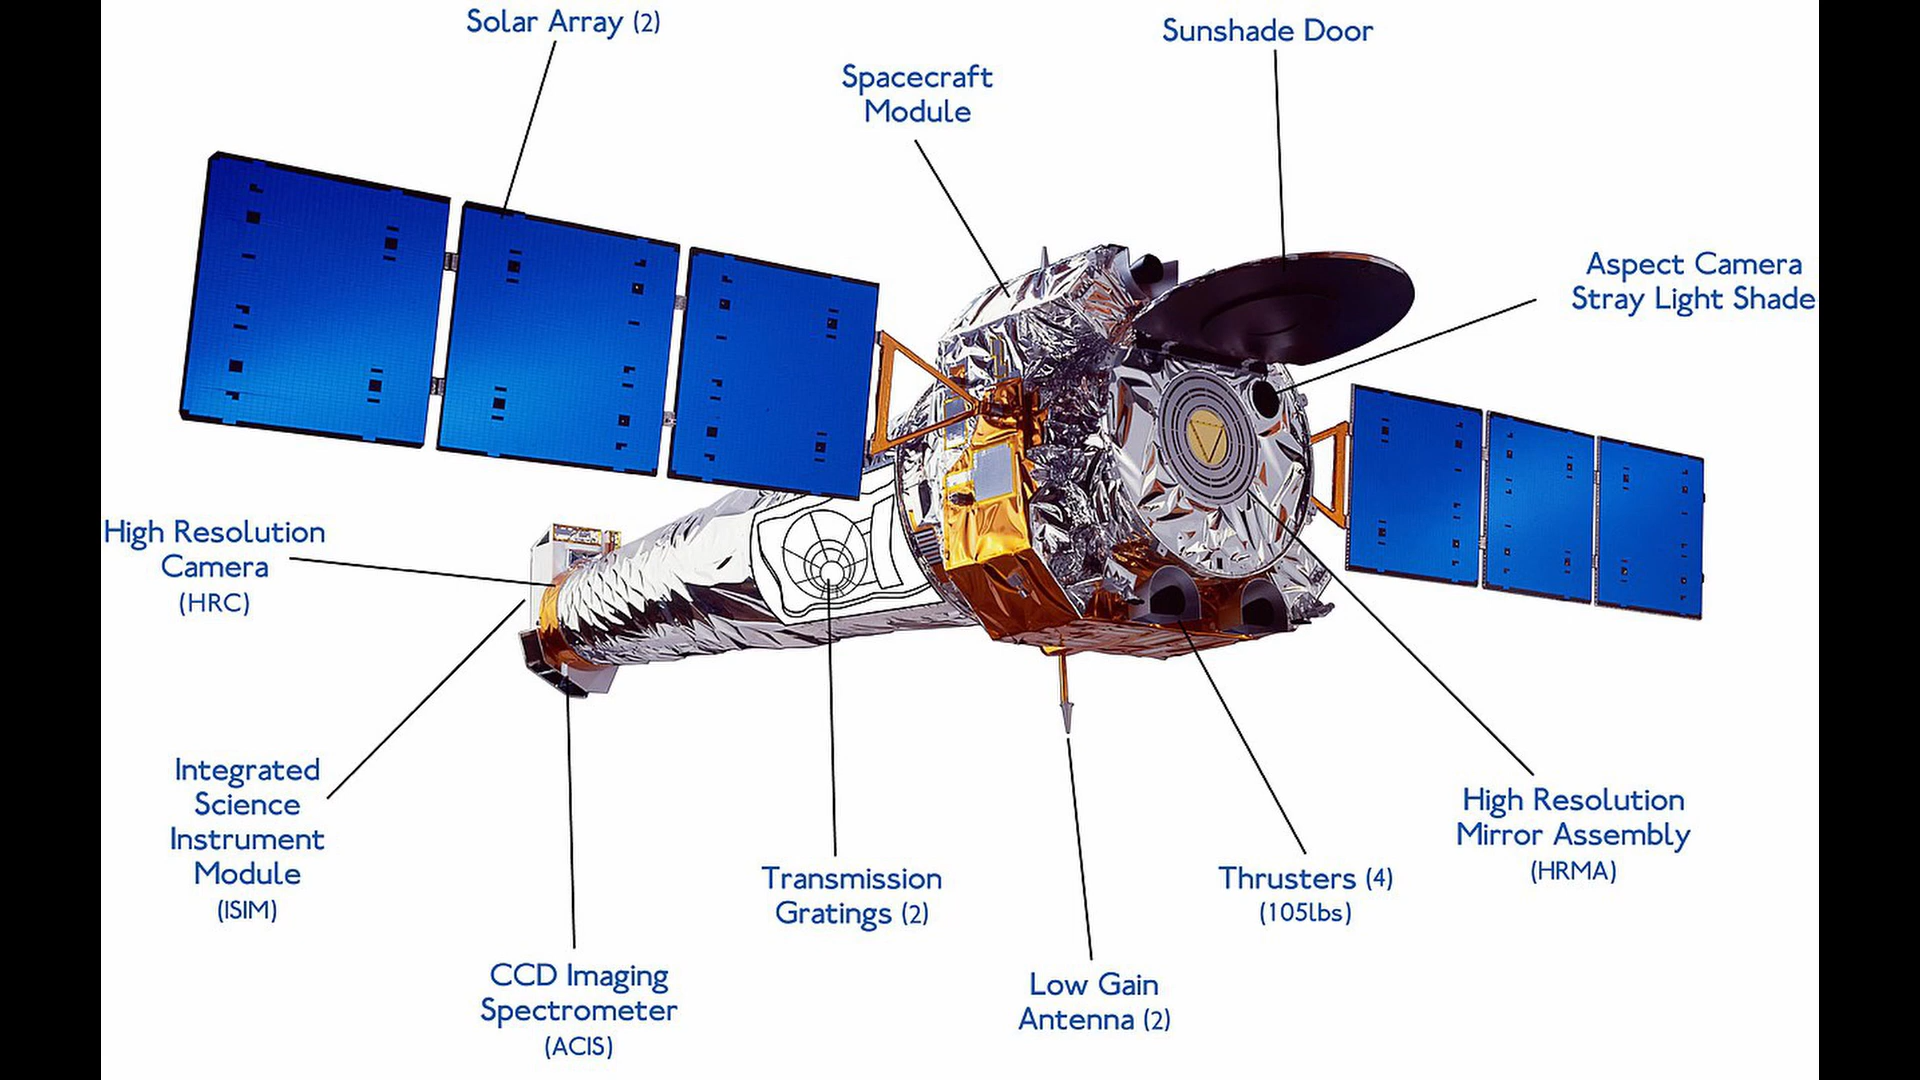 Solar Array (2)
Sunshade Door
Spacecraft
Module
Aspect Camera
Stray Light Shade
High Resolution
Camera
(HRC)
Integrated
Science
Instrument
Module
(ISIM)
CCD Imaging
Spectrometer
(ACIS)
Transmission
Gratings (2)
Low Gain
Antenna (2)
Thrusters (4)
(105lbs)
High Resolution
Mirror Assembly
(HRMA)